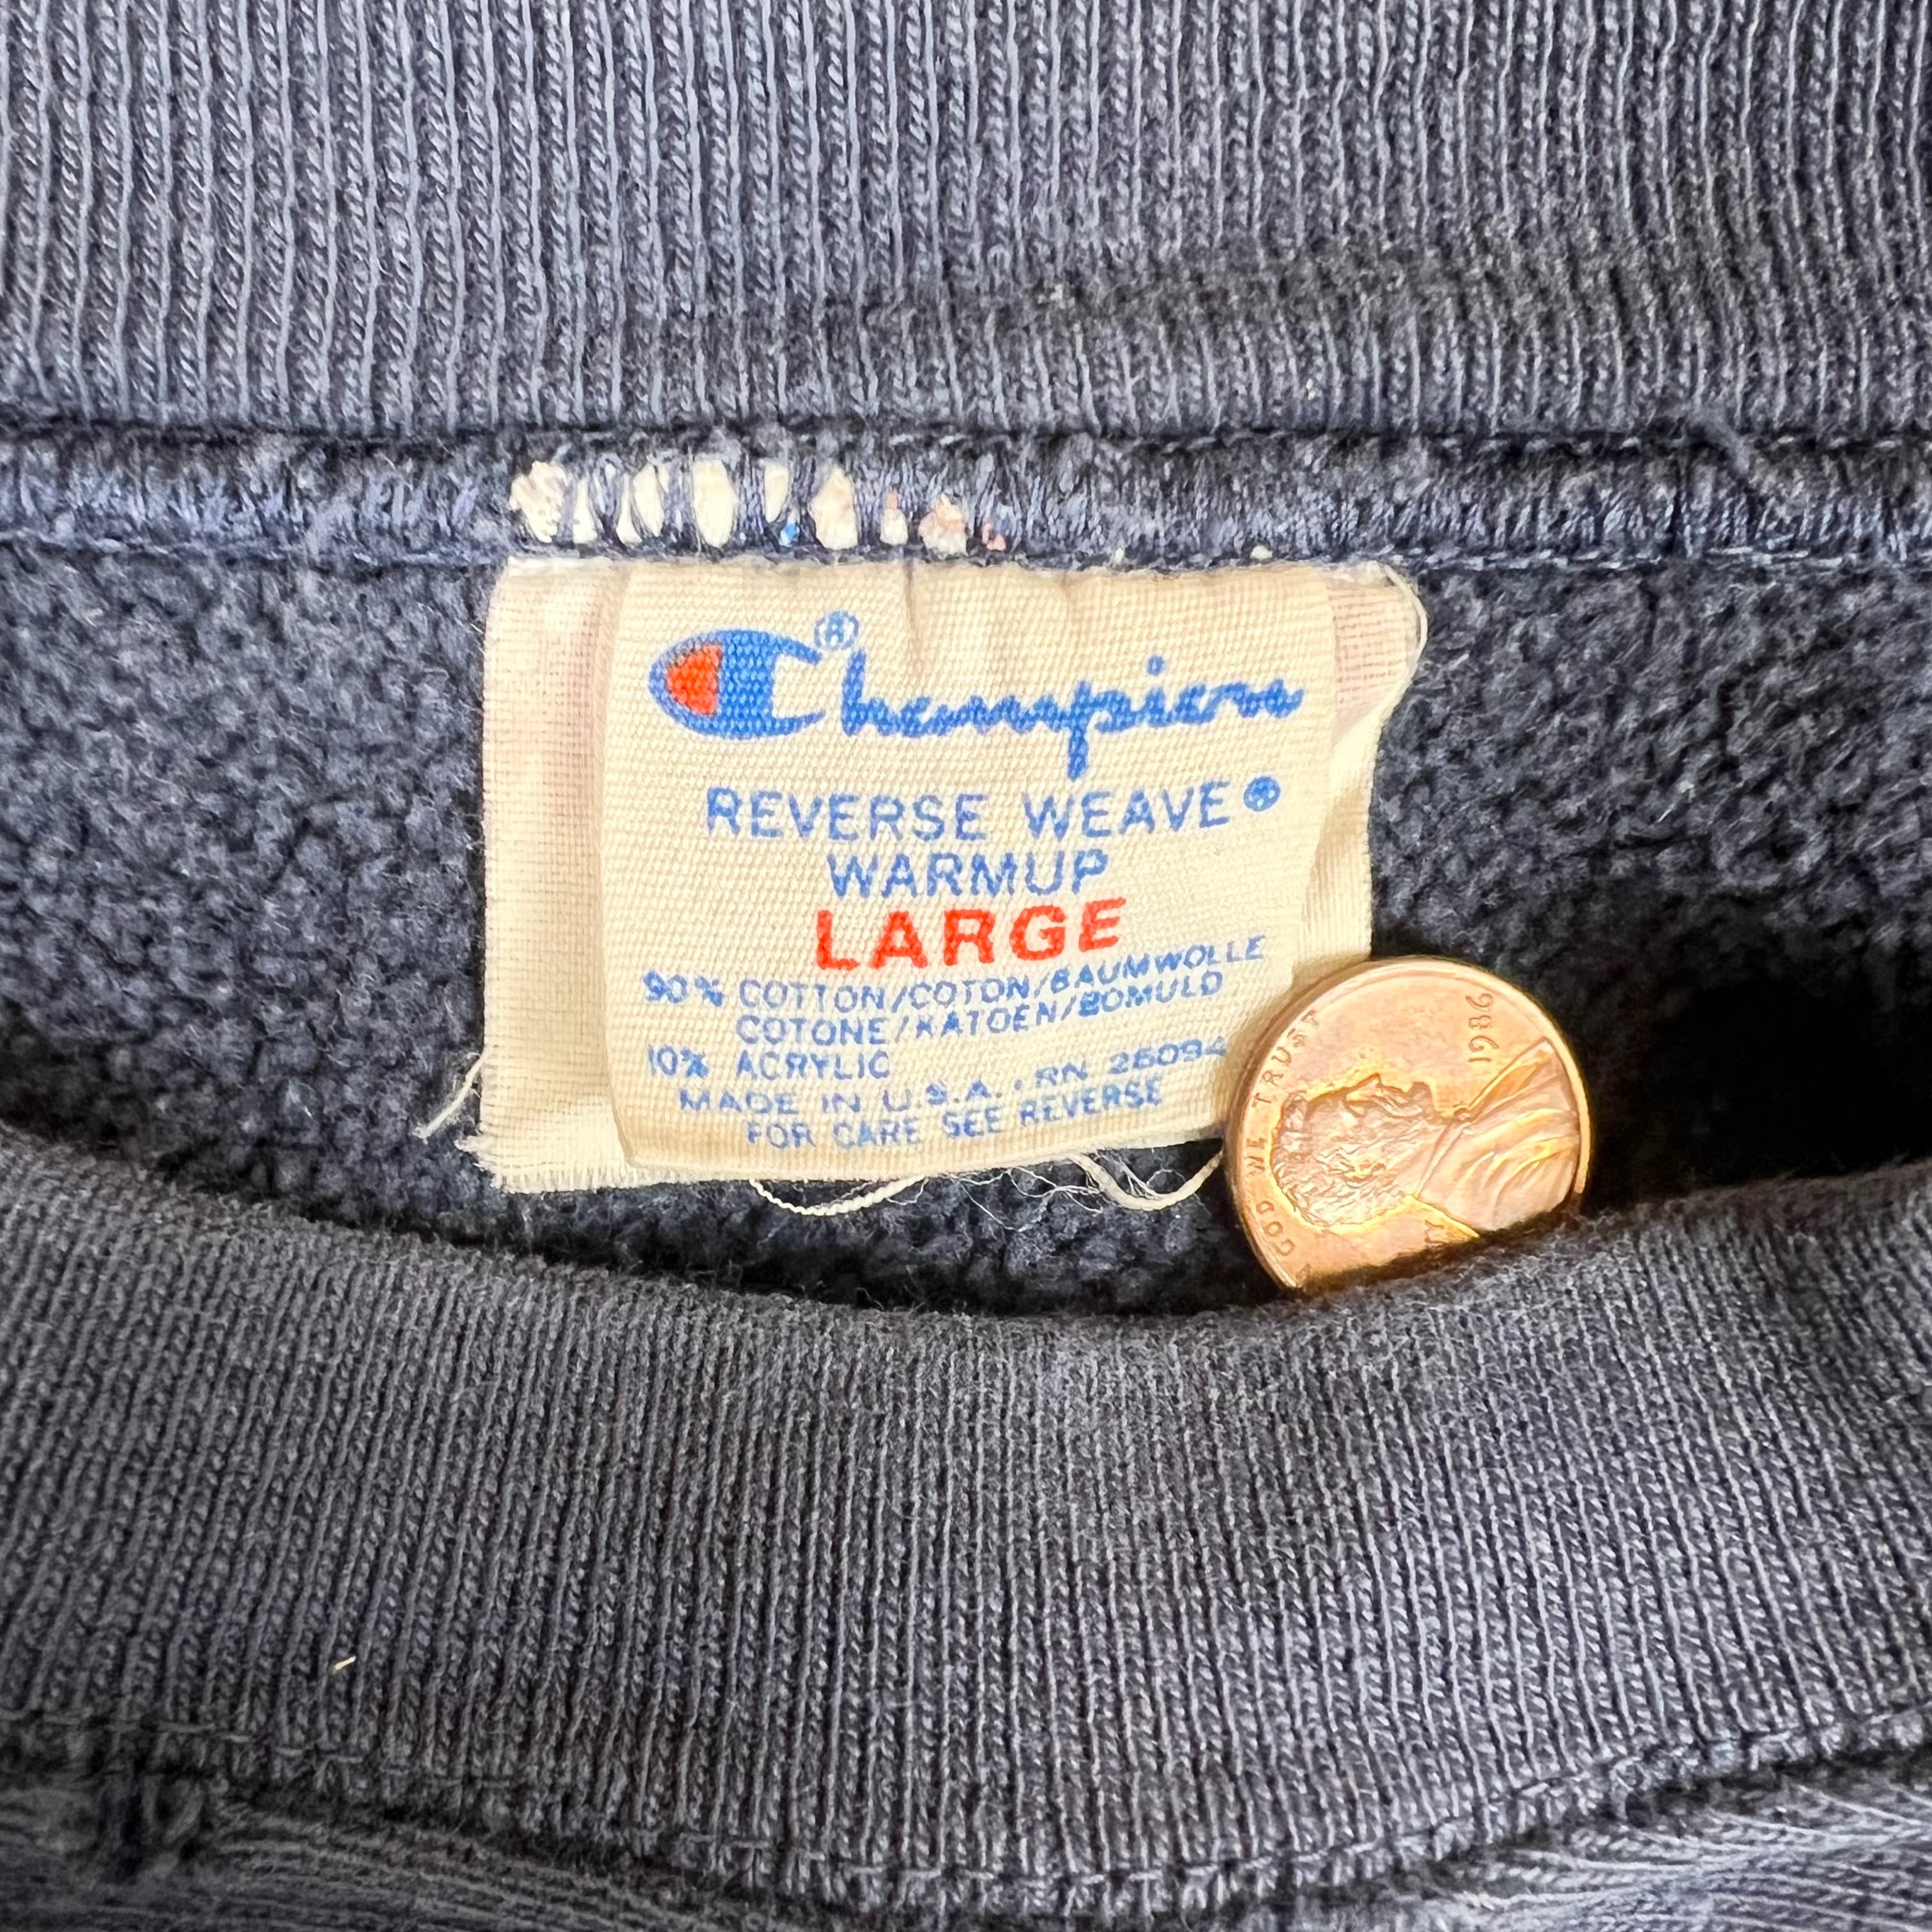 Champion®
REVERSE WEAVE®
WARMUP
LARGE
90% COTTON/COTON/BAUMWOLLE
COTONE/KATOEN/BOMULD
10% ACRYLIC
MADE IN U.S.A. · RN 26094
FOR CARE SEE REVERSE
GOD WE TRUST
1986